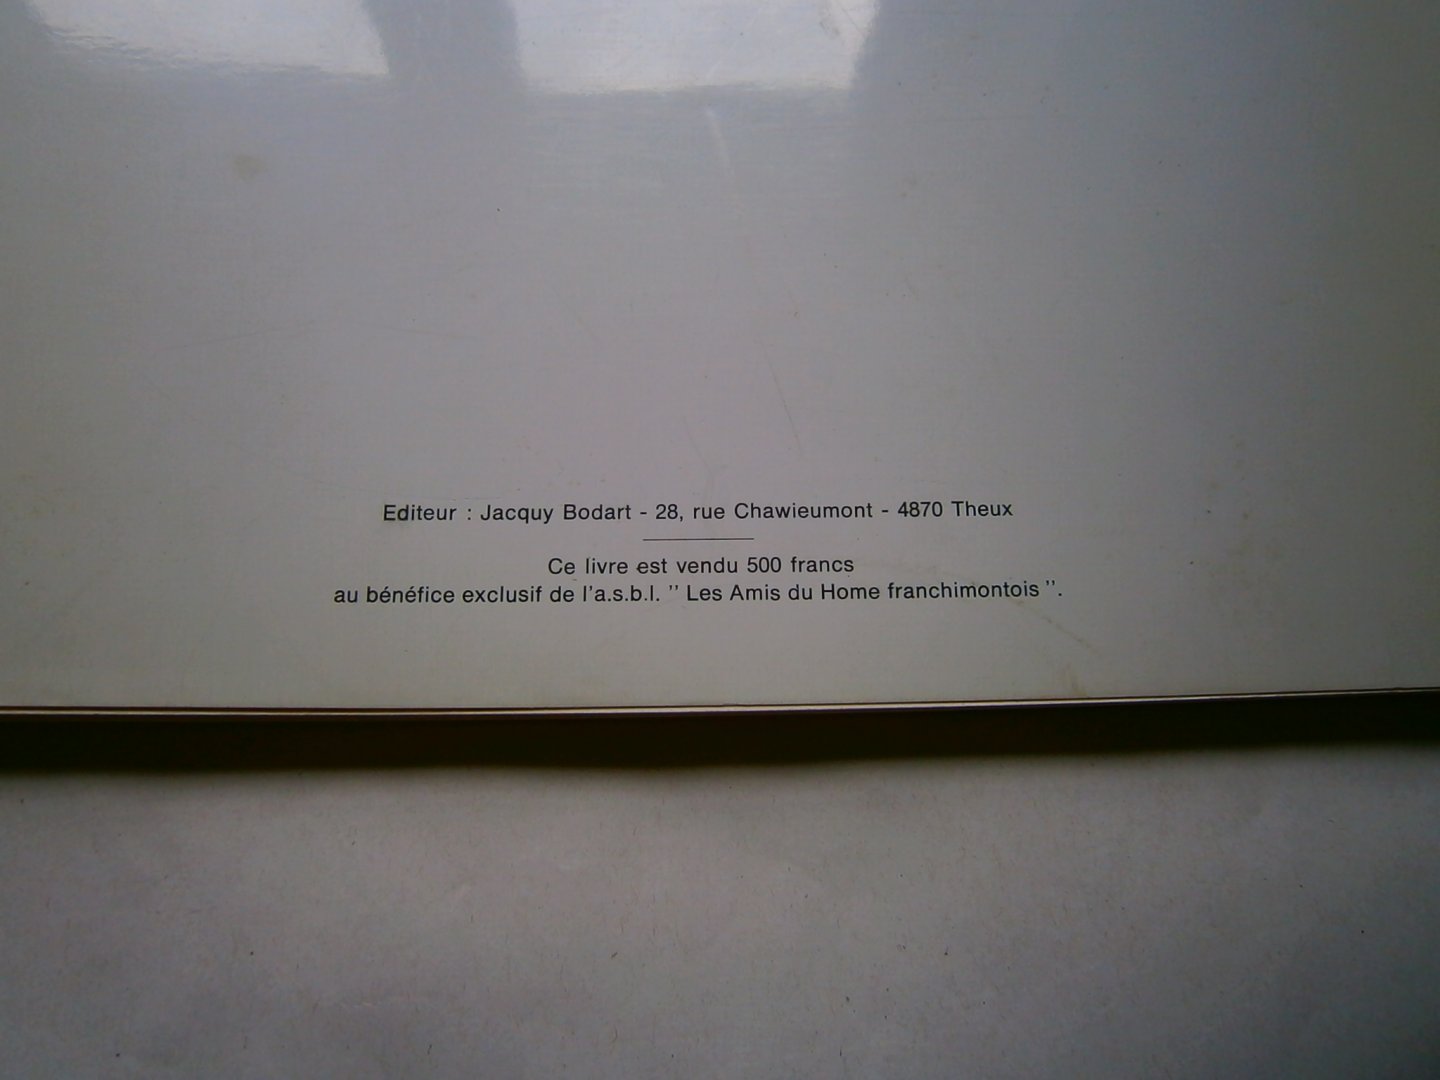 Editeur : Jacquy Bodart - 28, rue Chawieumont - 4870 Theux
Ce livre est vendu 500 francs
au bénéfice exclusif de l'a.s.b.l. '' Les Amis du Home franchimontois ''.